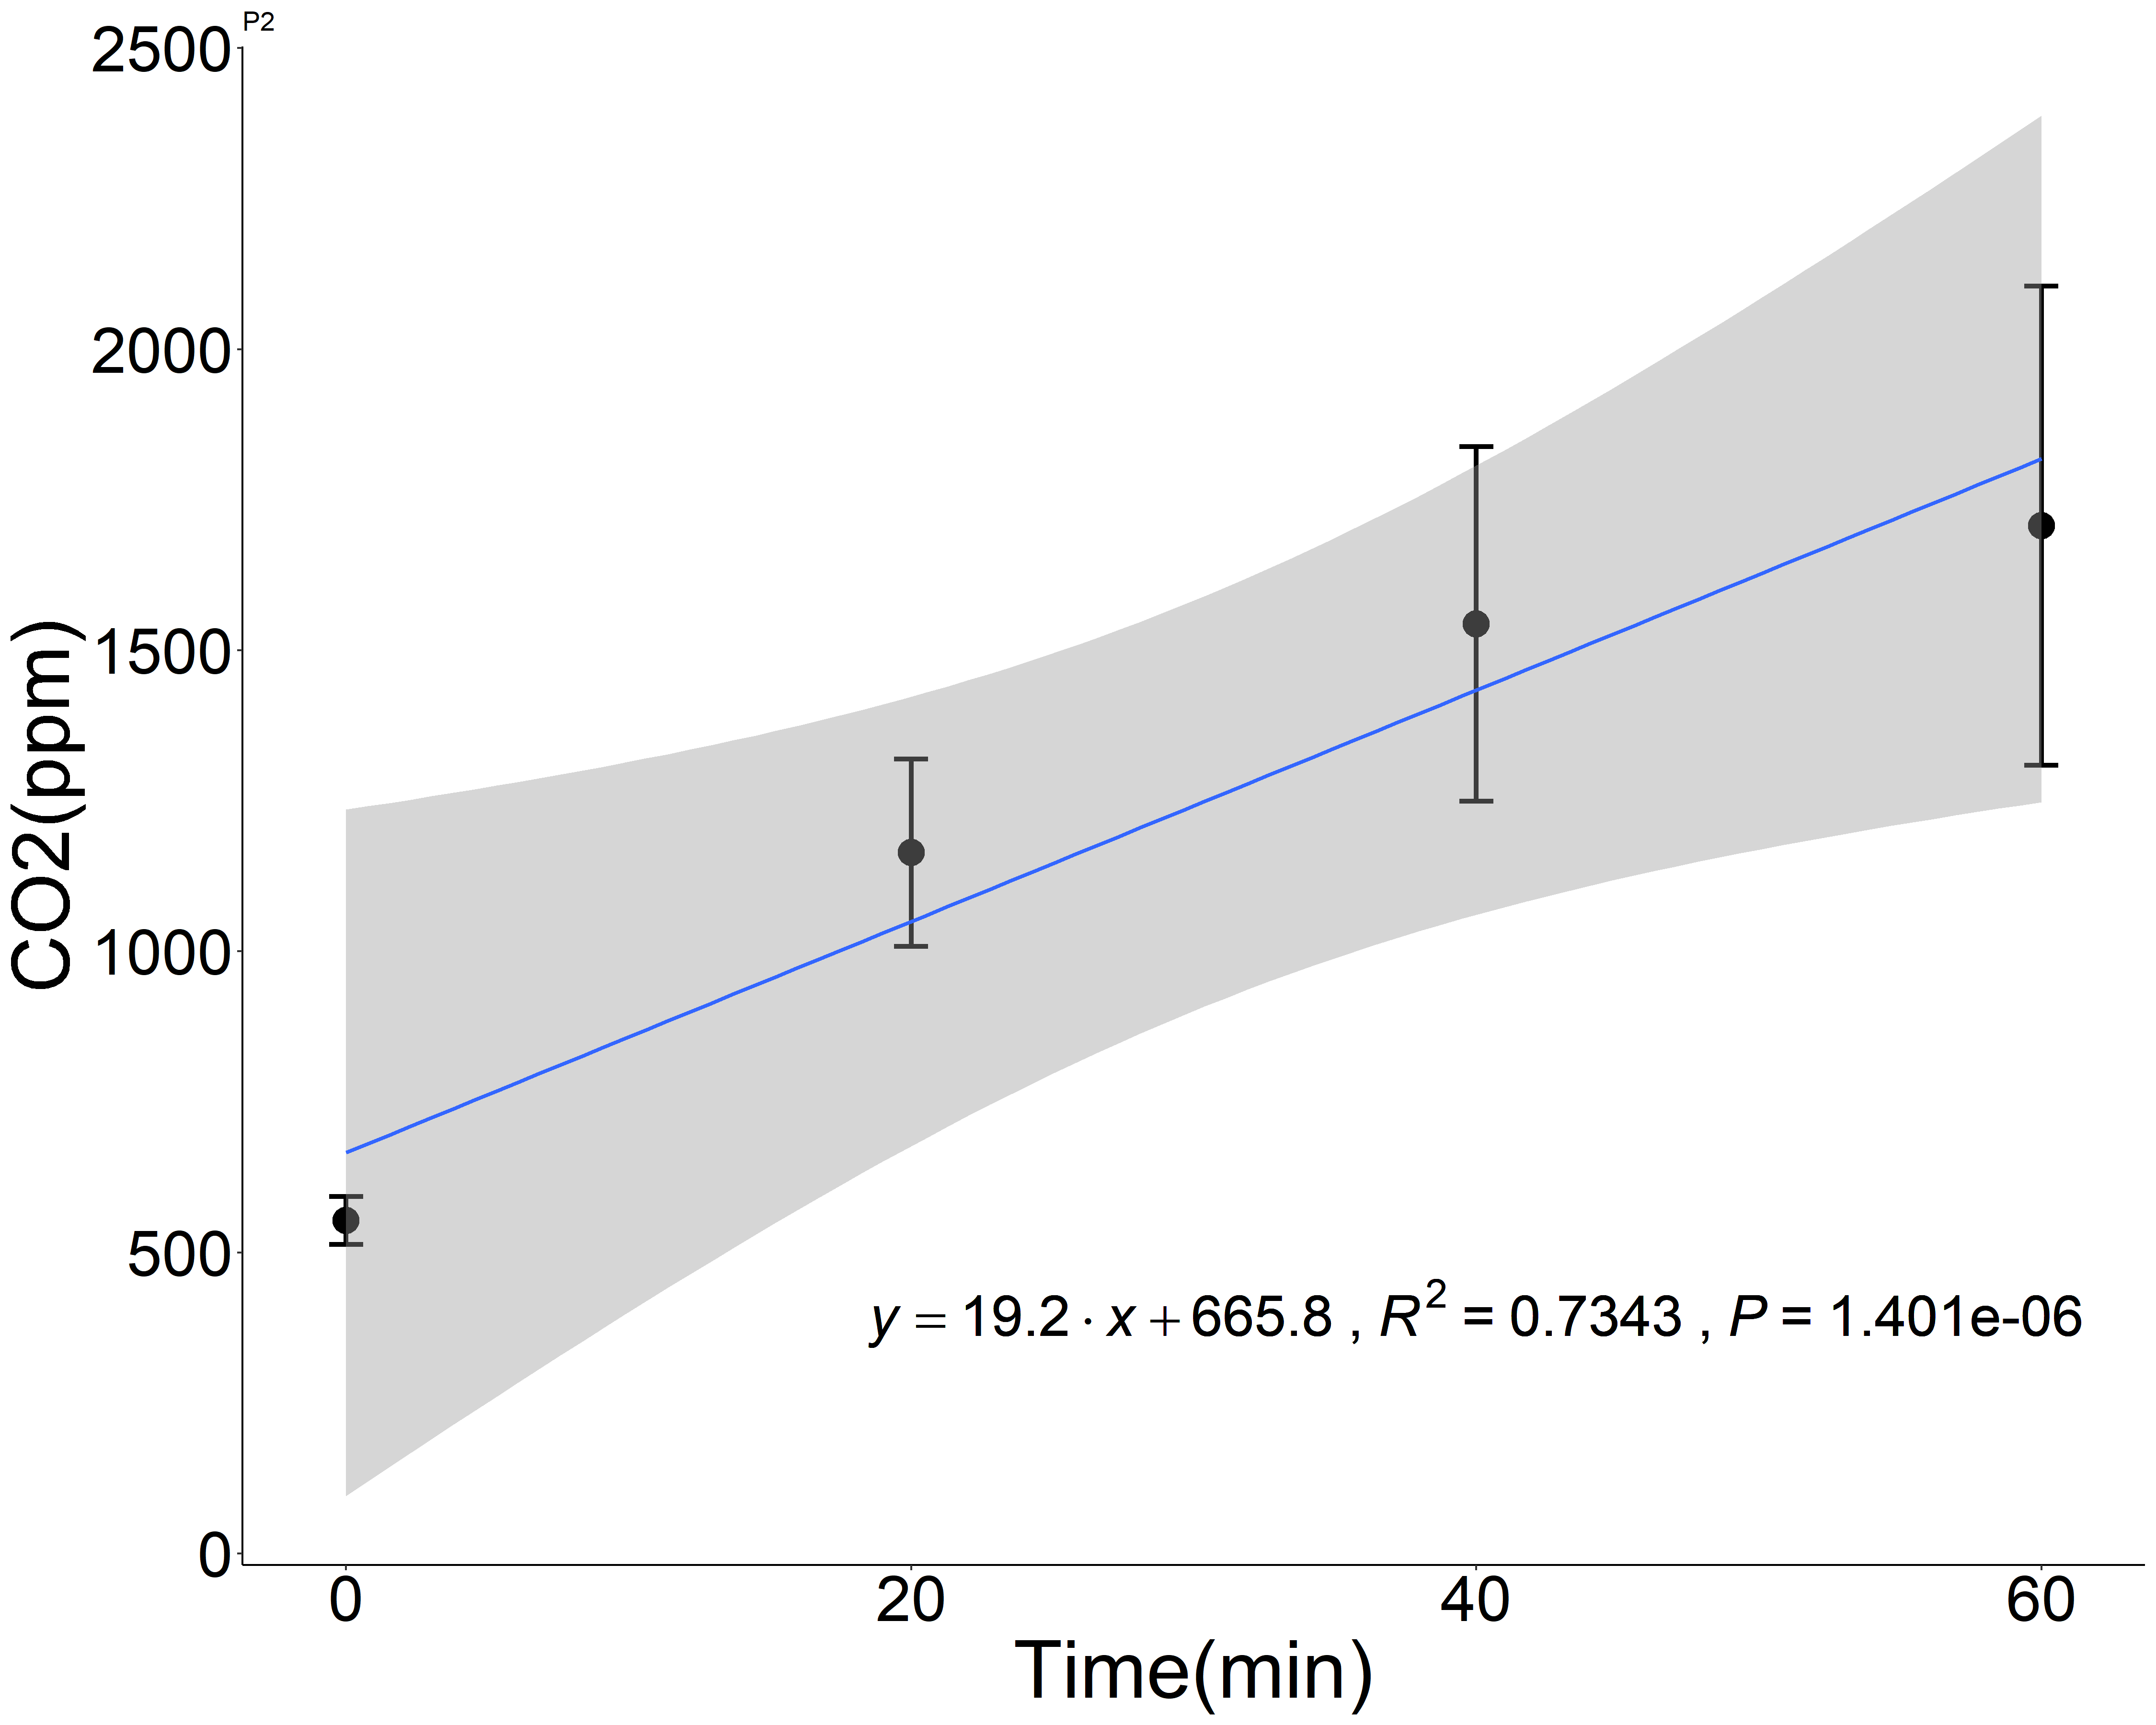 P2
2500
2000
1500
1000
500
0
CO2(ppm)
y = 19.2 · x + 665.8 , R² = 0.7343 , P = 1.401e-06
0 20 40 60
Time(min)